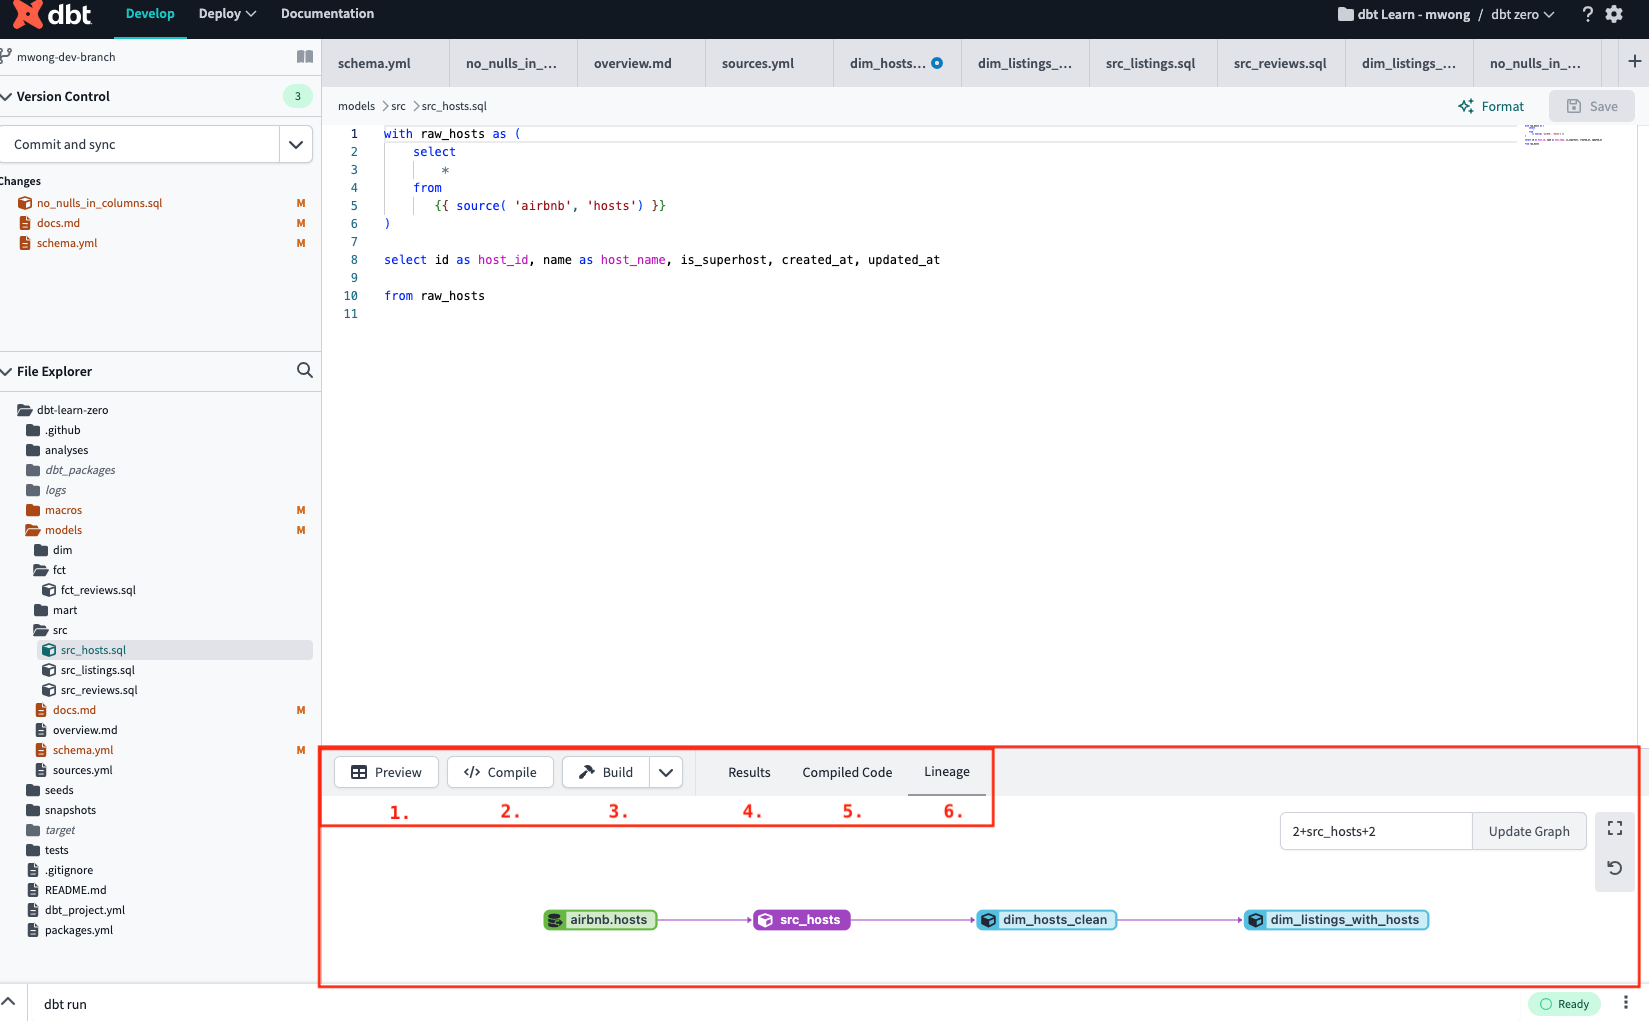 dbt
Develop
Deploy
Documentation
dbt Learn - mwong / dbt zero
?
mwong-dev-branch
Version Control
3
Commit and sync
Changes
no_nulls_in_columns.sql M
docs.md M
schema.yml M
File Explorer
dbt-learn-zero
.github
analyses
dbt_packages
logs
macros M
models M
dim
fct
fct_reviews.sql
mart
src
src_hosts.sql
src_listings.sql
src_reviews.sql
docs.md M
overview.md
schema.yml M
sources.yml
seeds
snapshots
target
tests
.gitignore
README.md
dbt_project.yml
packages.yml
schema.yml
no_nulls_in_...
overview.md
sources.yml
dim_hosts...
dim_listings_...
src_listings.sql
src_reviews.sql
dim_listings_...
no_nulls_in_...
+
models > src > src_hosts.sql
Format
Save
1 with raw_hosts as (
2 select
3 *
4 from
5 {{ source( 'airbnb', 'hosts') }}
6 )
7
8 select id as host_id, name as host_name, is_superhost, created_at, updated_at
9
10 from raw_hosts
11
Preview
</> Compile
Build
Results
Compiled Code
Lineage
1.
2.
3.
4.
5.
6.
2+src_hosts+2
Update Graph
airbnb.hosts
src_hosts
dim_hosts_clean
dim_listings_with_hosts
dbt run
Ready